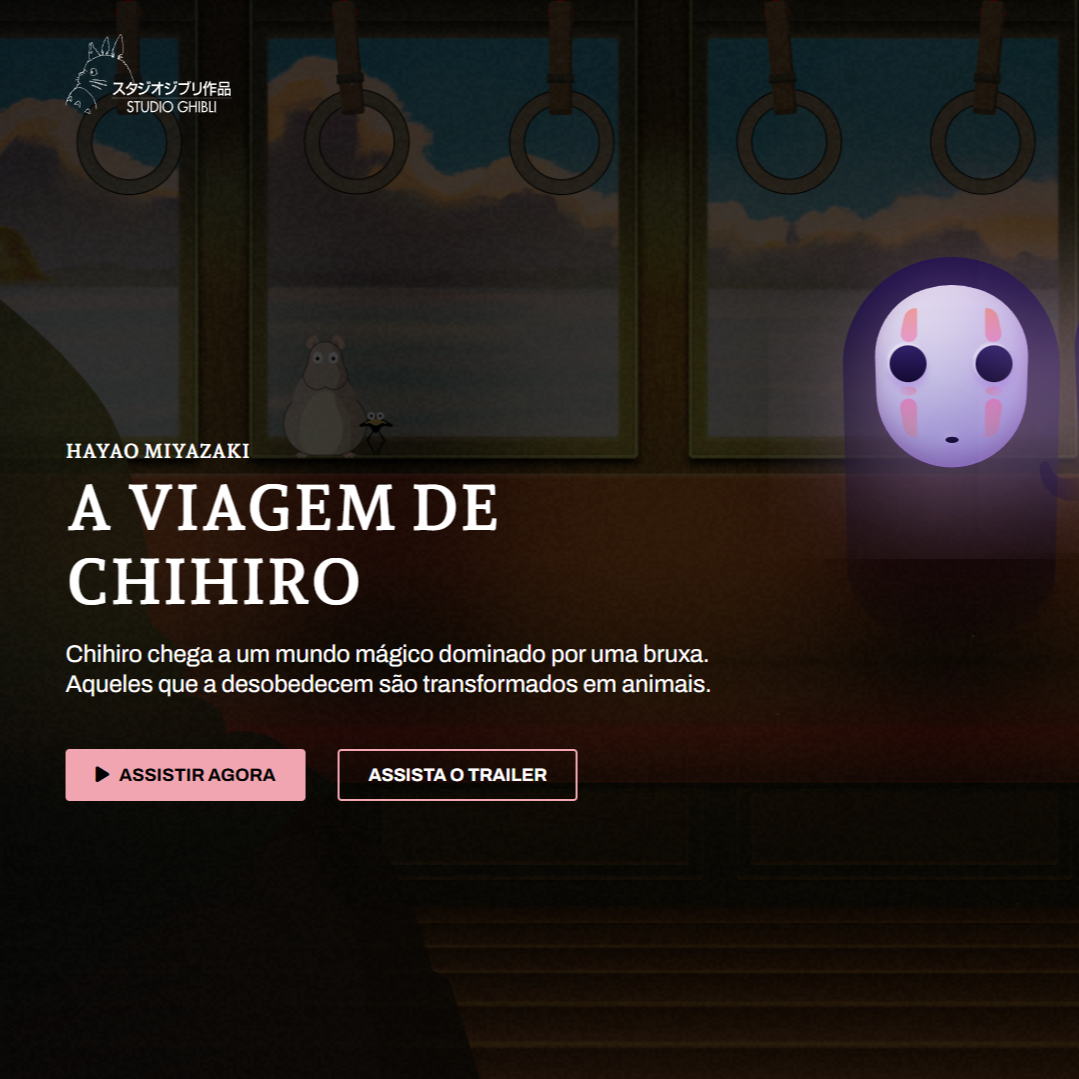 スタジオジブリ作品
STUDIO GHIBLI
HAYAO MIYAZAKI
A VIAGEM DE
CHIHIRO
Chihiro chega a um mundo mágico dominado por uma bruxa.
Aqueles que a desobedecem são transformados em animais.
ASSISTIR AGORA
ASSISTA O TRAILER